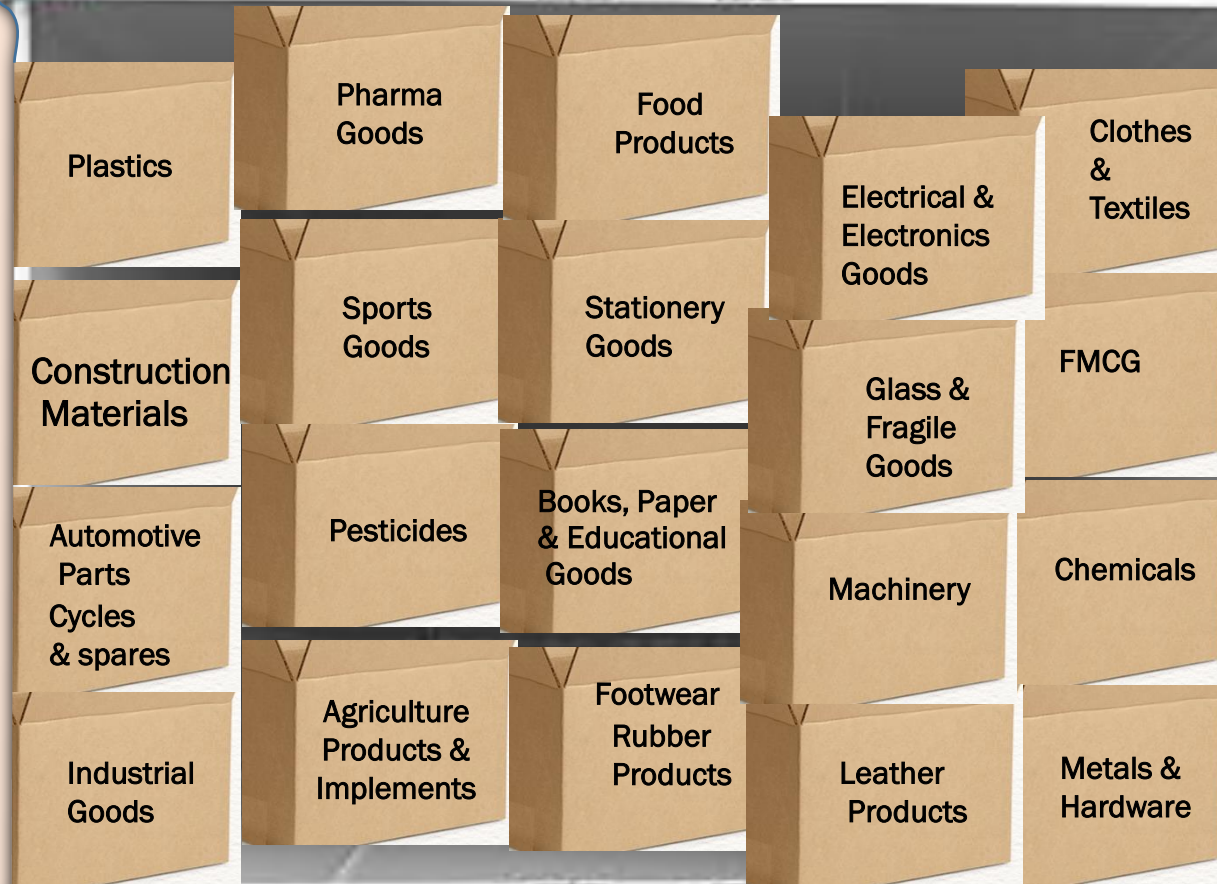 Plastics
Construction
Materials
Automotive
Parts
Cycles
& spares
Industrial
Goods
Pharma
Goods
Sports
Goods
Pesticides
Agriculture
Products &
Implements
Food
Products
Stationery
Goods
Books, Paper
& Educational
Goods
Footwear
Rubber
Products
Electrical &
Electronics
Goods
Glass &
Fragile
Goods
Machinery
Leather
Products
Clothes
&
Textiles
FMCG
Chemicals
Metals &
Hardware